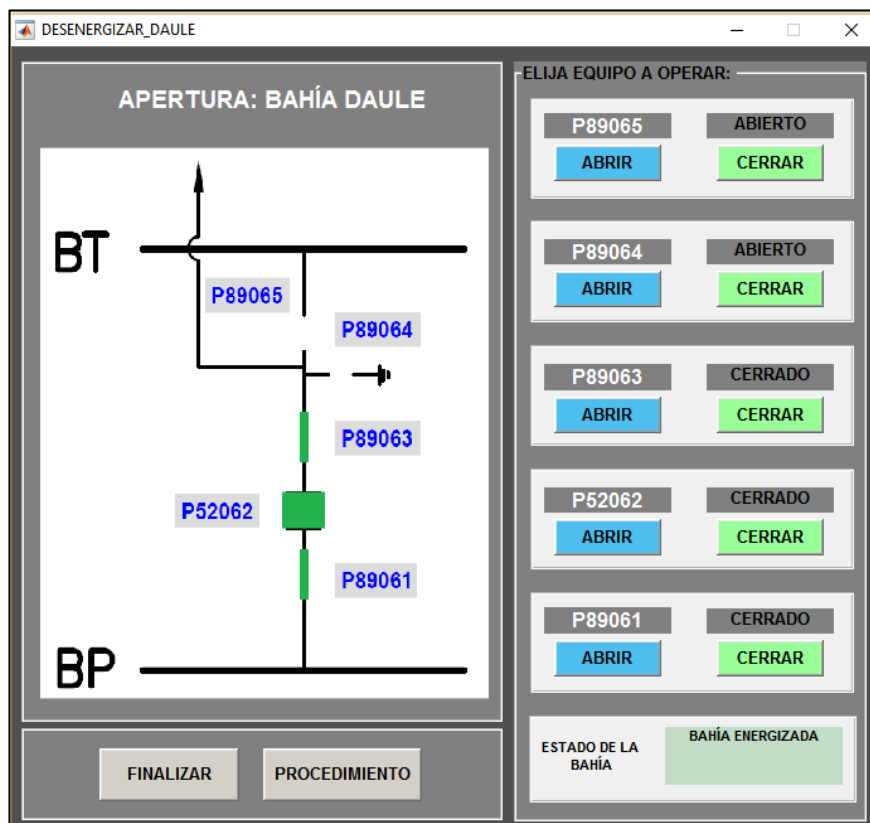 DESENERGIZAR_DAULE
APERTURA: BAHÍA DAULE
BT
P89065
P89064
P89063
P52062
P89061
BP
FINALIZAR
PROCEDIMIENTO
ELIJA EQUIPO A OPERAR:
P89065 ABIERTO
ABRIR CERRAR
P89064 ABIERTO
ABRIR CERRAR
P89063 CERRADO
ABRIR CERRAR
P52062 CERRADO
ABRIR CERRAR
P89061 CERRADO
ABRIR CERRAR
ESTADO DE LA
BAHÍA
BAHÍA ENERGIZADA